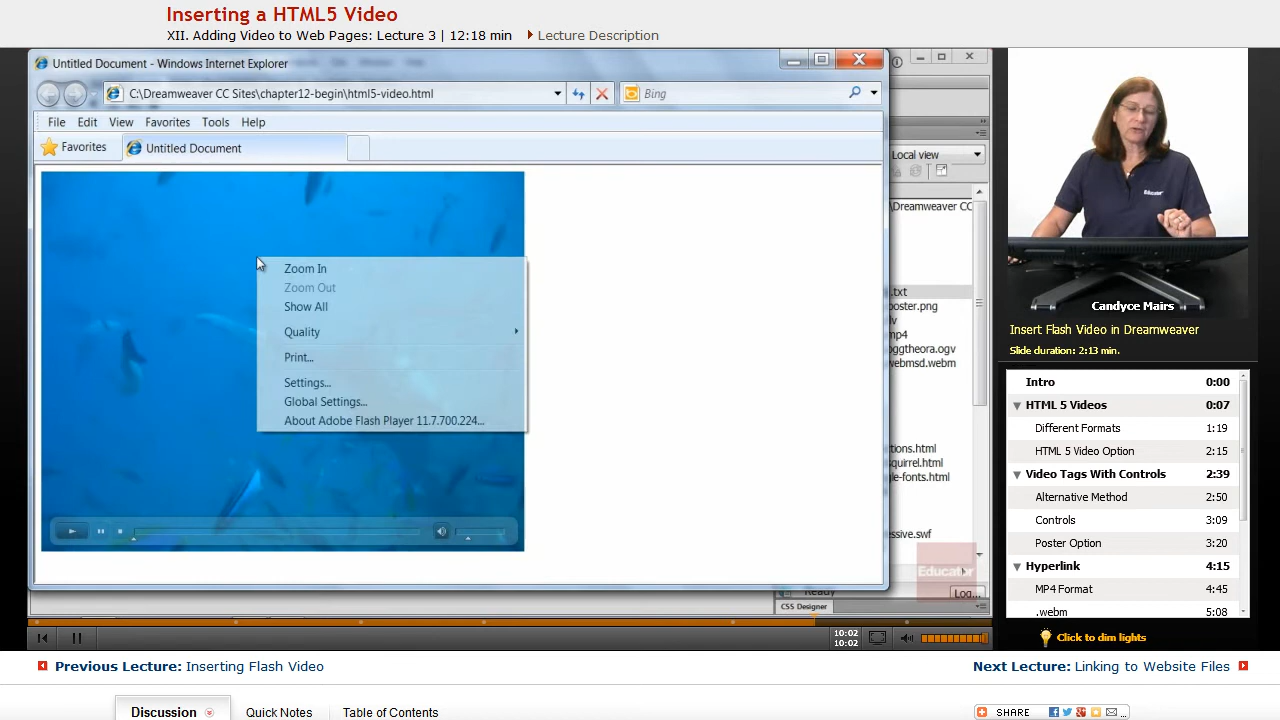 Inserting a HTML5 Video
XII. Adding Video to Web Pages: Lecture 3 | 12:18 min
Lecture Description
Untitled Document - Windows Internet Explorer
C:\Dreamweaver CC Sites\chapter12-begin\html5-video.html
Bing
File Edit View Favorites Tools Help
Favorites
Untitled Document
Local view
Dreamweaver CC
Zoom In
Zoom Out
Show All
Quality
Print...
Settings...
Global Settings...
About Adobe Flash Player 11.7.700.224...
.txt
poster.png
lv
mp4
oggtheora.ogv
webmsd.webm
tions.html
squirrel.html
le-fonts.html
essive.swf
Educator
Ready
Log...
CSS Designer
10:02
10:02
Educator
Candyce Mairs
Insert Flash Video in Dreamweaver
Slide duration: 2:13 min.
Intro 0:00
HTML 5 Videos 0:07
Different Formats 1:19
HTML 5 Video Option 2:15
Video Tags With Controls 2:39
Alternative Method 2:50
Controls 3:09
Poster Option 3:20
Hyperlink 4:15
MP4 Format 4:45
.webm 5:08
Click to dim lights
Previous Lecture: Inserting Flash Video
Next Lecture: Linking to Website Files
Discussion
Quick Notes
Table of Contents
SHARE